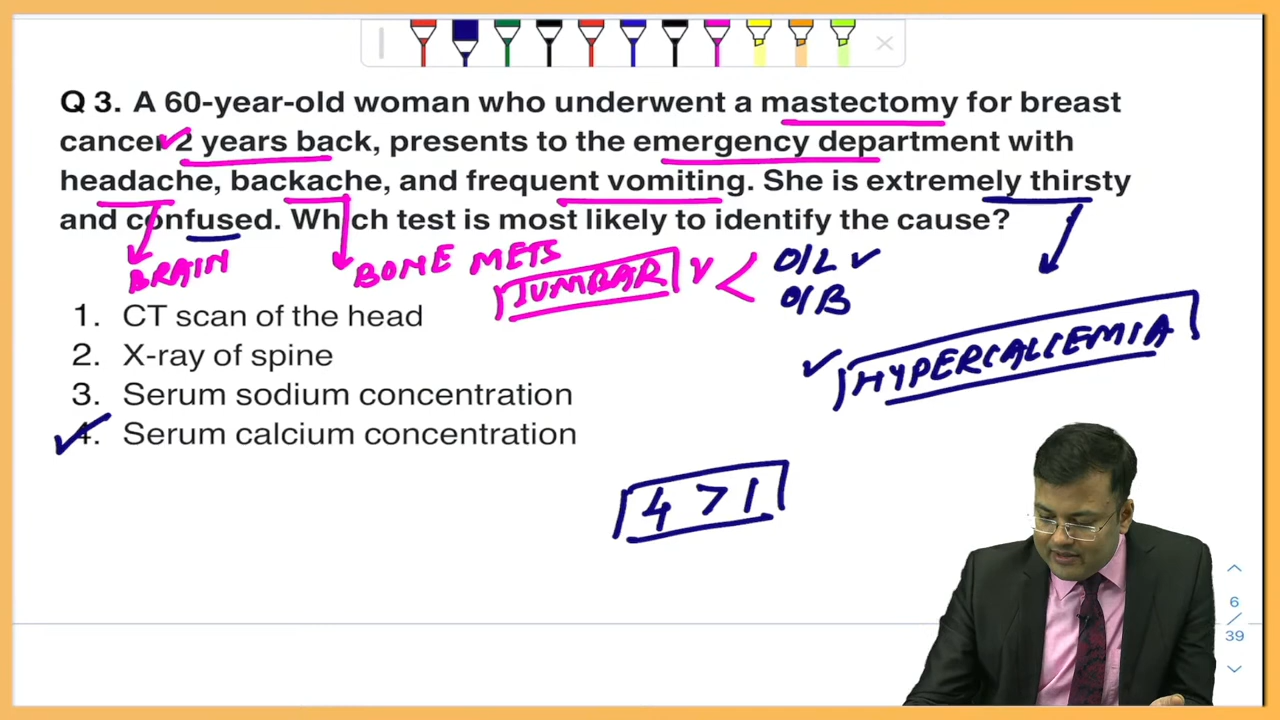 Q 3. A 60-year-old woman who underwent a mastectomy for breast
cancer 2 years back, presents to the emergency department with
headache, backache, and frequent vomiting. She is extremely thirsty
and confused. Which test is most likely to identify the cause?
BRAIN
BONE METS
LUMBAR V < O/L
O/B
HYPERCALCEMIA
1. CT scan of the head
2. X-ray of spine
3. Serum sodium concentration
4. Serum calcium concentration
4 > 1
6
/
39